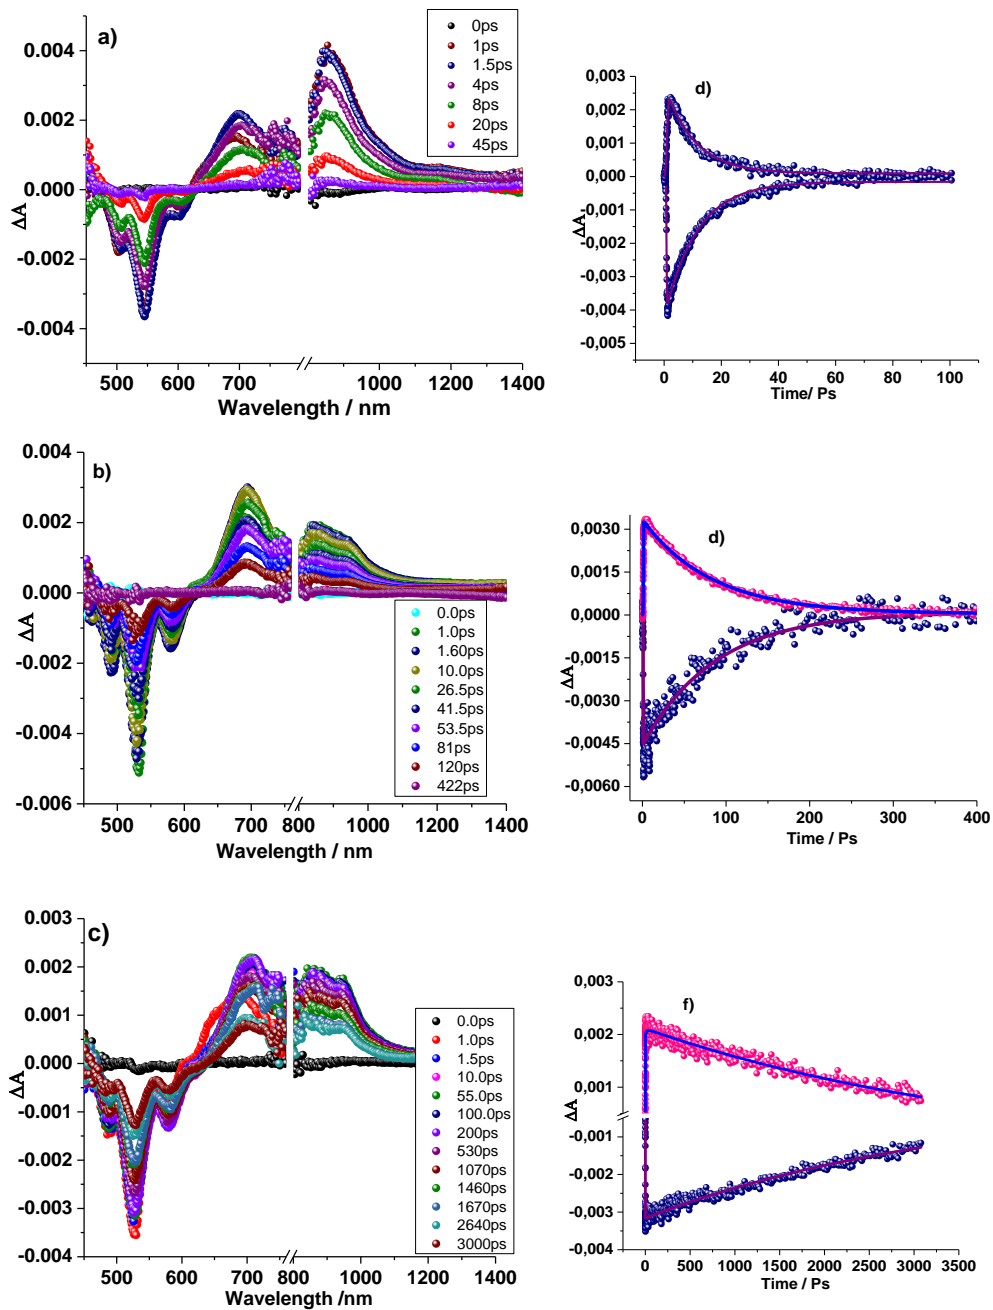 a)
0.004
0.002
0.000
-0.002
-0.004
ΔA
500
600
700
1000
1200
1400
Wavelength / nm
0ps
1ps
1.5ps
4ps
8ps
20ps
45ps
d)
0,003
0,002
0,001
0,000
-0,001
-0,002
-0,003
-0,004
-0,005
ΔA
0
20
40
60
80
100
Time/ Ps
b)
0.004
0.002
0.000
-0.002
-0.004
-0.006
ΔA
500
600
700
800
1000
1200
1400
Wavelength / nm
0.0ps
1.0ps
1.60ps
10.0ps
26.5ps
41.5ps
53.5ps
81ps
120ps
422ps
d)
0,0030
0,0015
0,0000
-0,0015
-0,0030
-0,0045
-0,0060
ΔA
0
100
200
300
400
Time / Ps
c)
0.003
0.002
0.001
0.000
-0.001
-0.002
-0.003
-0.004
ΔA
500
600
700
800
1000
1200
1400
Wavelength /nm
0.0ps
1.0ps
1.5ps
10.0ps
55.0ps
100.0ps
200ps
530ps
1070ps
1460ps
1670ps
2640ps
3000ps
f)
0,003
0,002
0,001
-0,001
-0,002
-0,003
-0,004
ΔA
0
500
1000
1500
2000
2500
3000
3500
Time / Ps